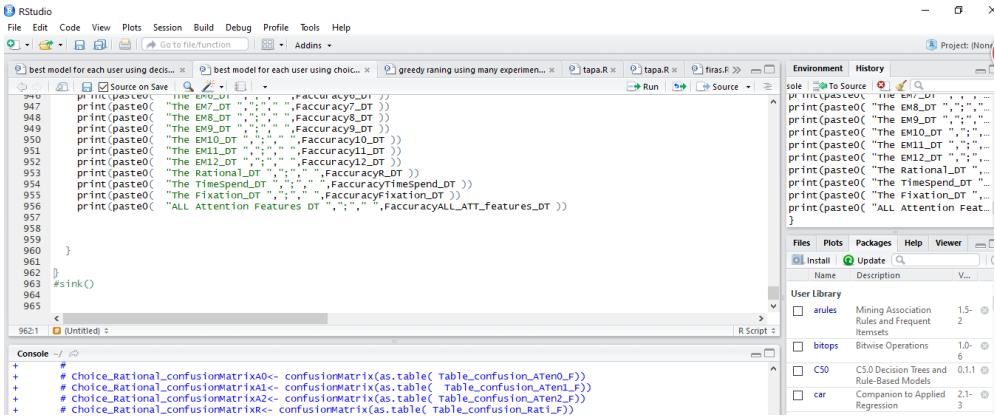 RStudio
File Edit Code View Plots Session Build Debug Profile Tools Help
Go to file/function Addins Project: (None
best model for each user using decis... × best model for each user using choic... × greedy raning using many experimen... × tapa.R × tapa.R × firas.F
Source on Save Run Source
946 print(paste0( "The EM6_DT ",";"," ",Faccuracy6_DT ))
947 print(paste0( "The EM7_DT ",";"," ",Faccuracy7_DT ))
948 print(paste0( "The EM8_DT ",";"," ",Faccuracy8_DT ))
949 print(paste0( "The EM9_DT ",";"," ",Faccuracy9_DT ))
950 print(paste0( "The EM10_DT ",";"," ",Faccuracy10_DT ))
951 print(paste0( "The EM11_DT ",";"," ",Faccuracy11_DT ))
952 print(paste0( "The EM12_DT ",";"," ",Faccuracy12_DT ))
953 print(paste0( "The Rational_DT ",";"," ",FaccuracyR_DT ))
954 print(paste0( "The TimeSpend_DT ",";"," ",FaccuracyTimeSpend_DT ))
955 print(paste0( "The Fixation_DT ",";"," ",FaccuracyFixation_DT ))
956 print(paste0( "ALL Attention Features DT ",";"," ",FaccuracyALL_ATT_features_DT ))
957
958
959
960 }
961
962 }
963 #sink()
964
965
962:1 (Untitled) R Script
Console ~/
+ #
+ # Choice_Rational_confusionMatrixA0<- confusionMatrix(as.table( Table_confusion_ATen0_F))
+ # Choice_Rational_confusionMatrixA1<- confusionMatrix(as.table( Table_confusion_ATen1_F))
+ # Choice_Rational_confusionMatrixA2<- confusionMatrix(as.table( Table_confusion_ATen2_F))
+ # Choice_Rational_confusionMatrixR<- confusionMatrix(as.table( Table_confusion_Rati_F))
Environment History
sole To Source
print(paste0( "The EM7_DT ",";",...
print(paste0( "The EM8_DT ",";",...
print(paste0( "The EM9_DT ",";",...
print(paste0( "The EM10_DT ",";",...
print(paste0( "The EM11_DT ",";",...
print(paste0( "The EM12_DT ",";",...
print(paste0( "The Rational_DT ",...
print(paste0( "The TimeSpend_DT "...
print(paste0( "The Fixation_DT ",...
print(paste0( "ALL Attention Feat...
}
Files Plots Packages Help Viewer
Install Update
Name Description V...
User Library
arules Mining Association Rules and Frequent Itemsets 1.5-2
bitops Bitwise Operations 1.0-6
C50 C5.0 Decision Trees and Rule-Based Models 0.1.1
car Companion to Applied Regression 2.1-3